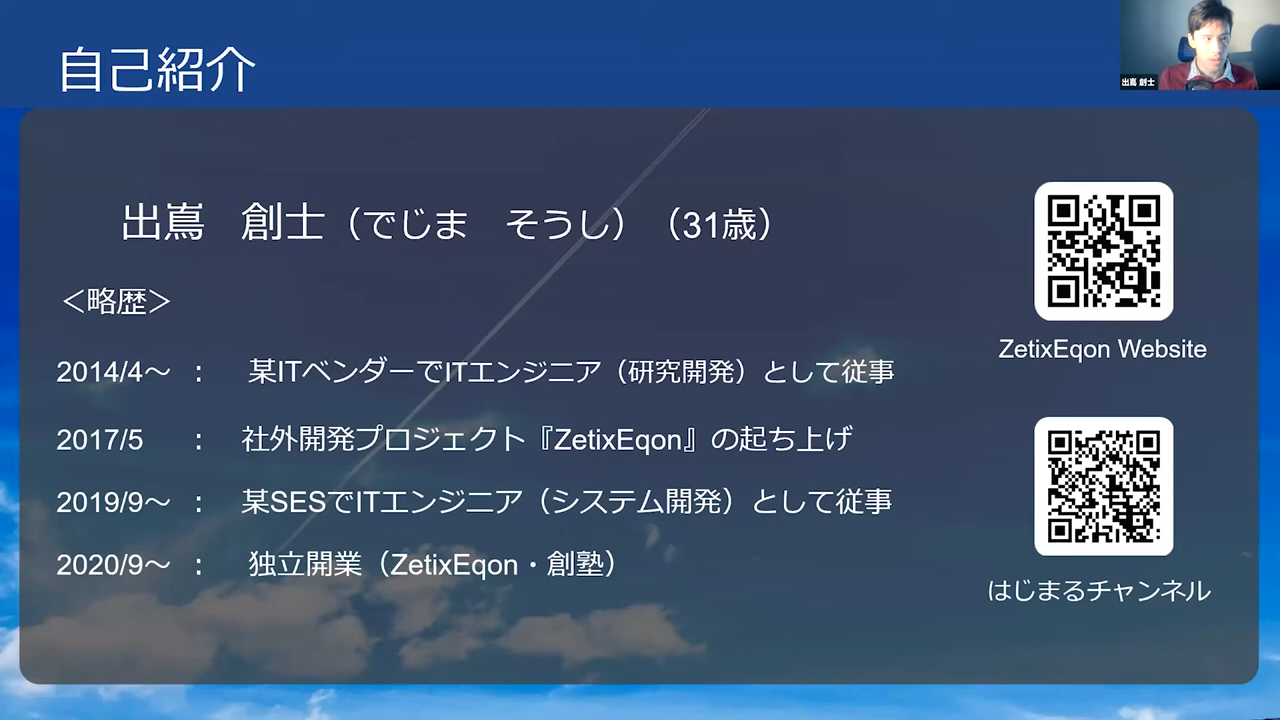 自己紹介
出嶌 創士
出嶌　創士（でじま　そうし）（31歳）
＜略歴＞
2014/4～ ： 某ITベンダーでITエンジニア（研究開発）として従事
2017/5 ： 社外開発プロジェクト『ZetixEqon』の起ち上げ
2019/9～ ： 某SESでITエンジニア（システム開発）として従事
2020/9～ ： 独立開業（ZetixEqon・創塾）
ZetixEqon Website
はじまるチャンネル